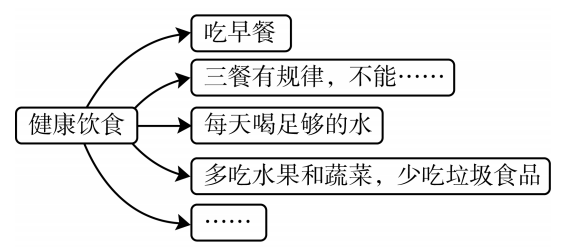 吃早餐
三餐有规律，不能……
健康饮食
每天喝足够的水
多吃水果和蔬菜，少吃垃圾食品
……